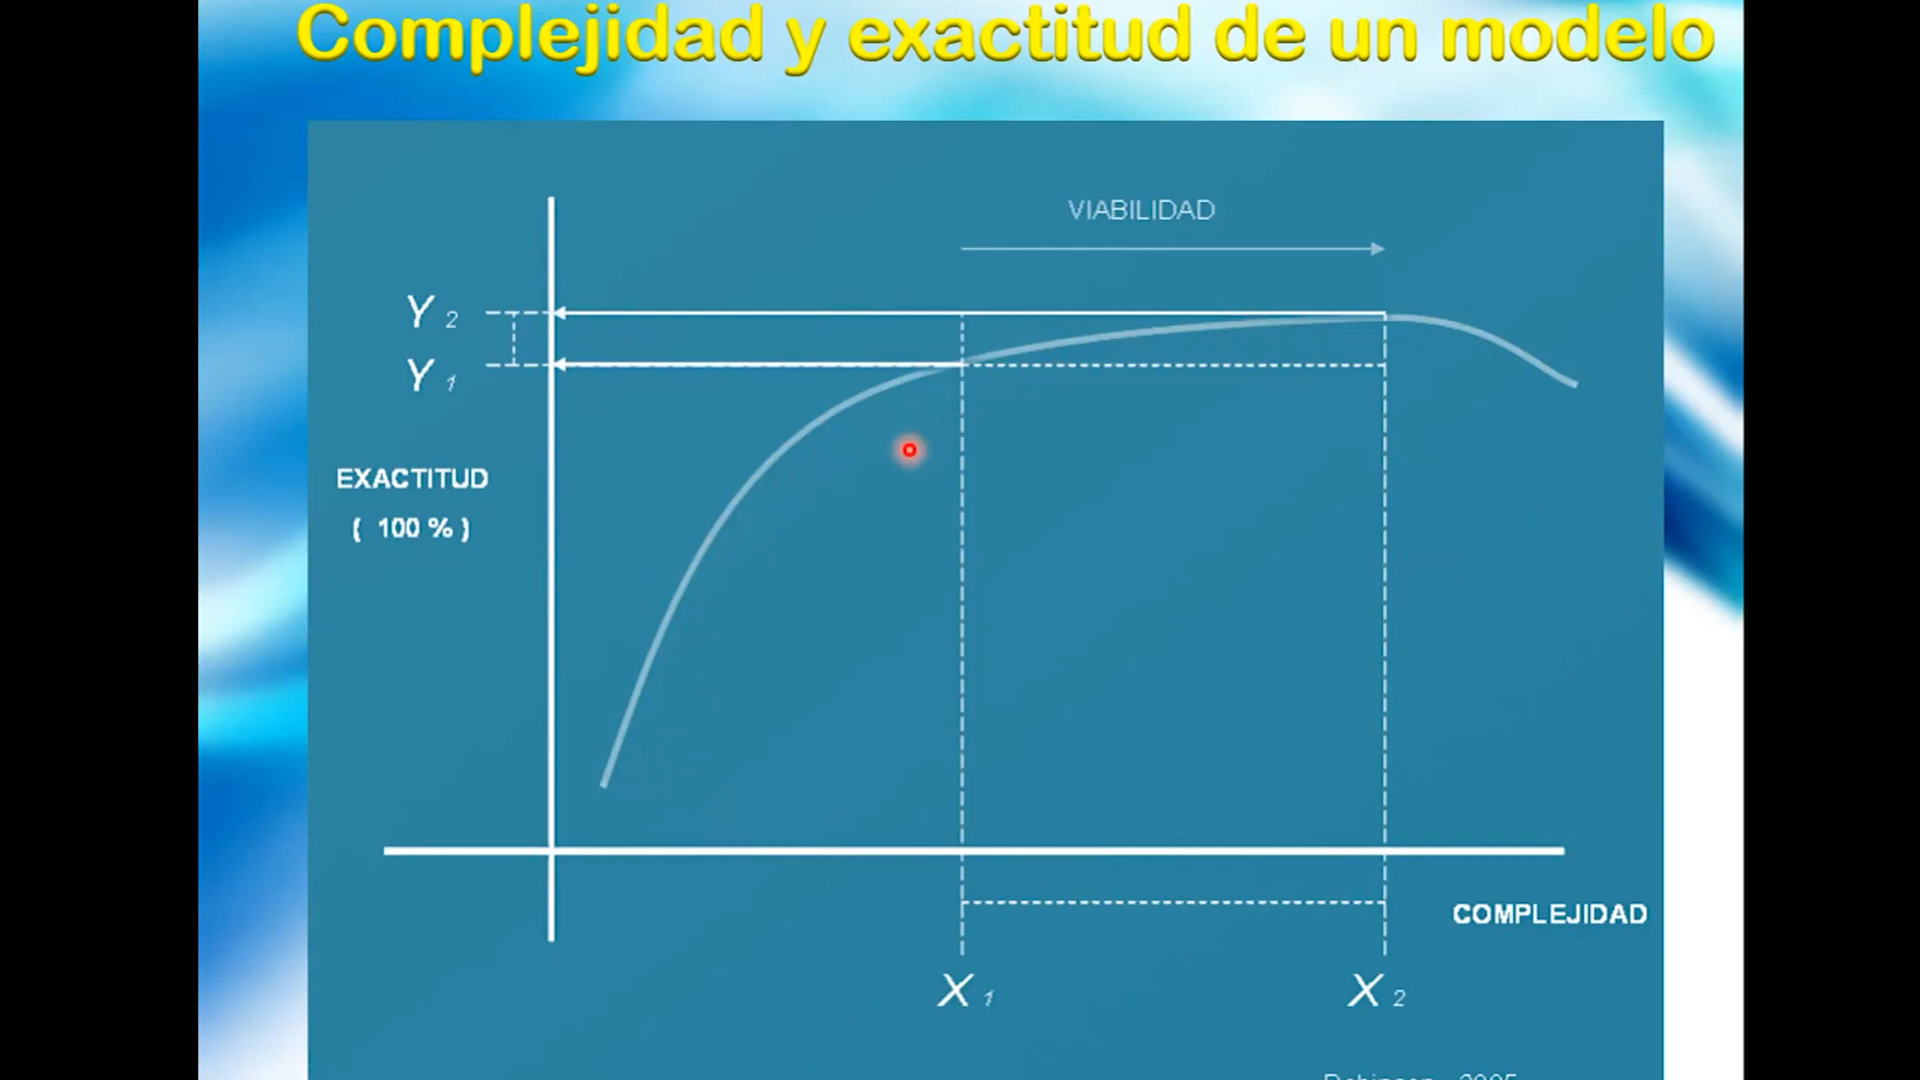 Complejidad y exactitud de un modelo
VIABILIDAD
Y 2
Y 1
EXACTITUD
( 100 % )
COMPLEJIDAD
X 1
X 2